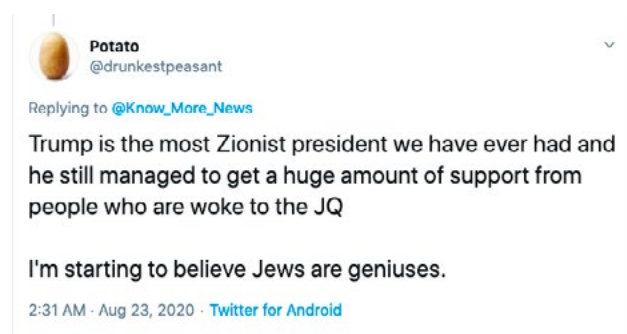 Potato
@drunkestpeasant
Replying to @Know_More_News
Trump is the most Zionist president we have ever had and
he still managed to get a huge amount of support from
people who are woke to the JQ
I'm starting to believe Jews are geniuses.
2:31 AM · Aug 23, 2020 · Twitter for Android